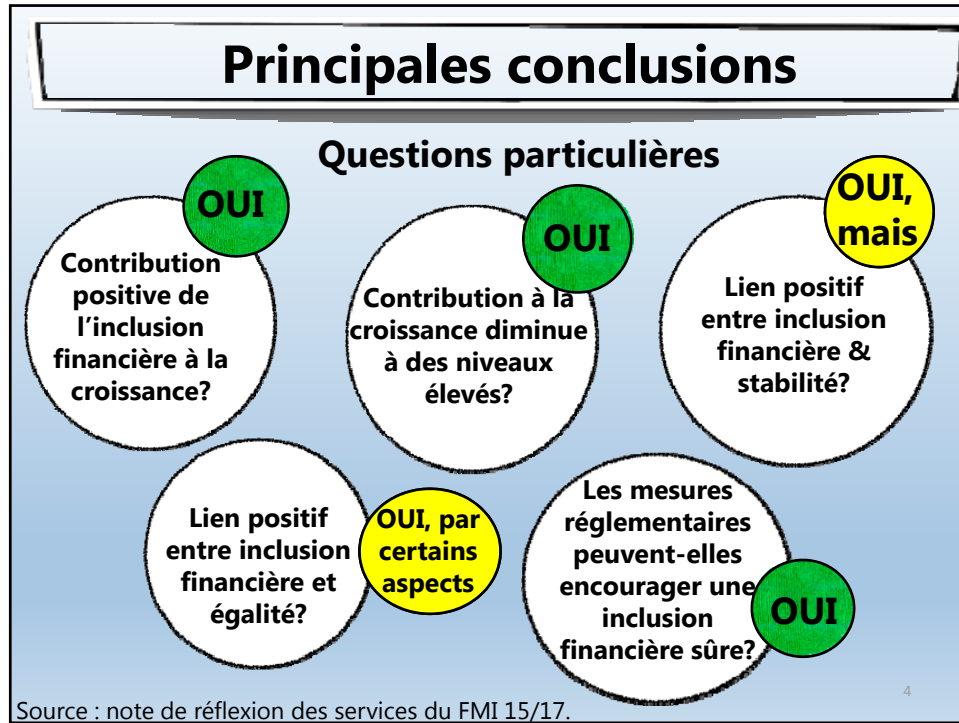 Principales conclusions
Questions particulières
OUI
Contribution
positive de
l'inclusion
financière à la
croissance?
OUI
Contribution à la
croissance diminue
à des niveaux
élevés?
OUI,
mais
Lien positif
entre inclusion
financière &
stabilité?
Lien positif
entre inclusion
financière et
égalité?
OUI, par
certains
aspects
Les mesures
réglementaires
peuvent-elles
encourager une
inclusion
financière sûre?
OUI
4
Source : note de réflexion des services du FMI 15/17.